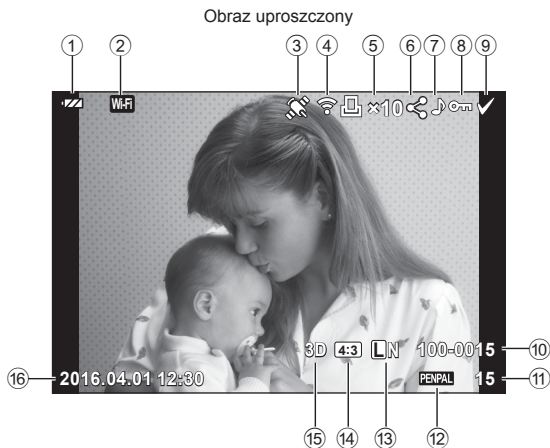 Obraz uproszczony
1 2 3 4 5 6 7 8 9
Wi-Fi ×10
3D 4:3 LN 100-0015 10
16 2016.04.01 12:30 PENPAL 15 11
15 14 13 12